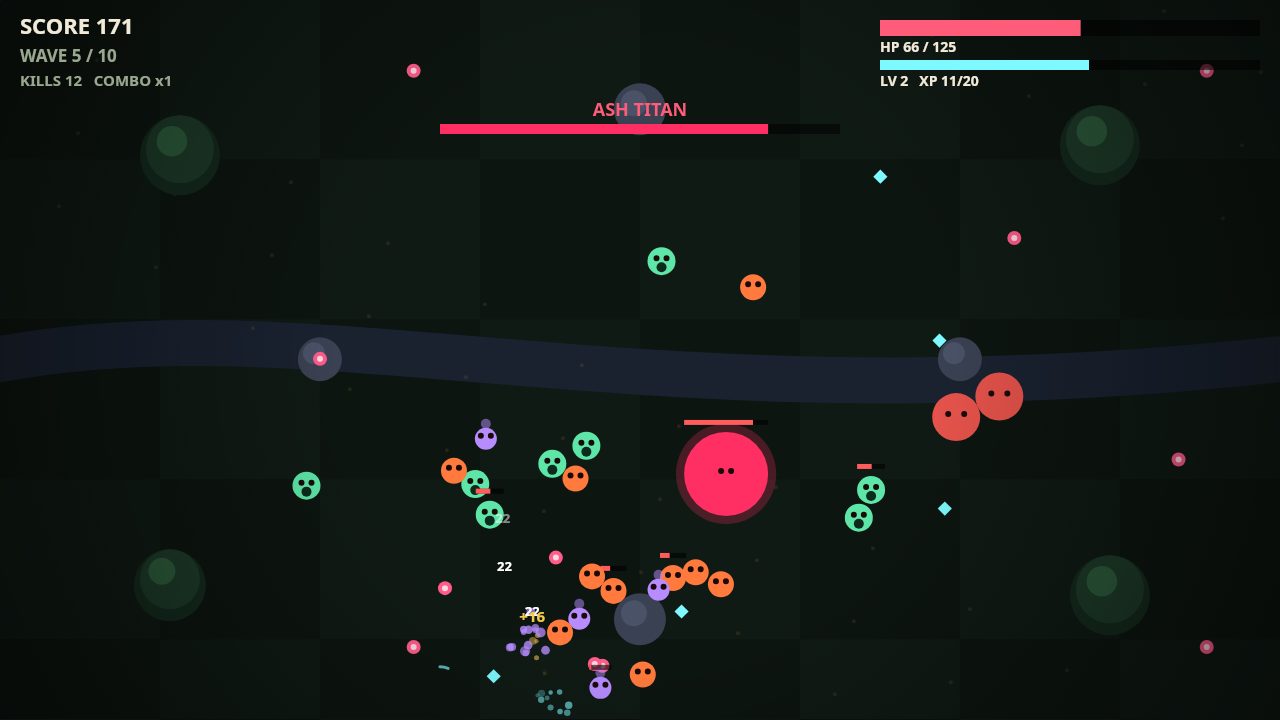 SCORE 171
WAVE 5 / 10
KILLS 12 COMBO x1
HP 66 / 125
LV 2 XP 11/20
ASH TITAN
22
22
22
+16